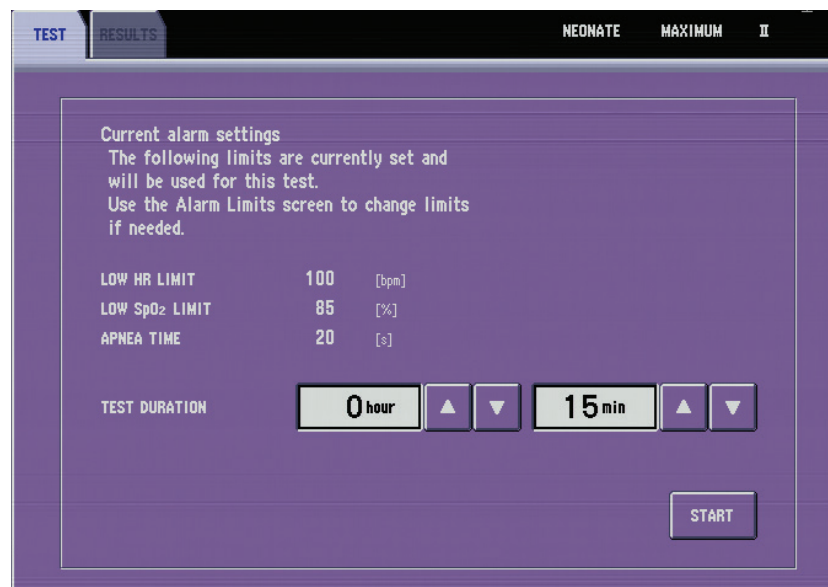 TEST RESULTS NEONATE MAXIMUM II
Current alarm settings
The following limits are currently set and
will be used for this test.
Use the Alarm Limits screen to change limits
if needed.
LOW HR LIMIT 100 [bpm]
LOW SpO₂ LIMIT 85 [%]
APNEA TIME 20 [s]
TEST DURATION 0 hour ▲ ▼ 15 min ▲ ▼
START